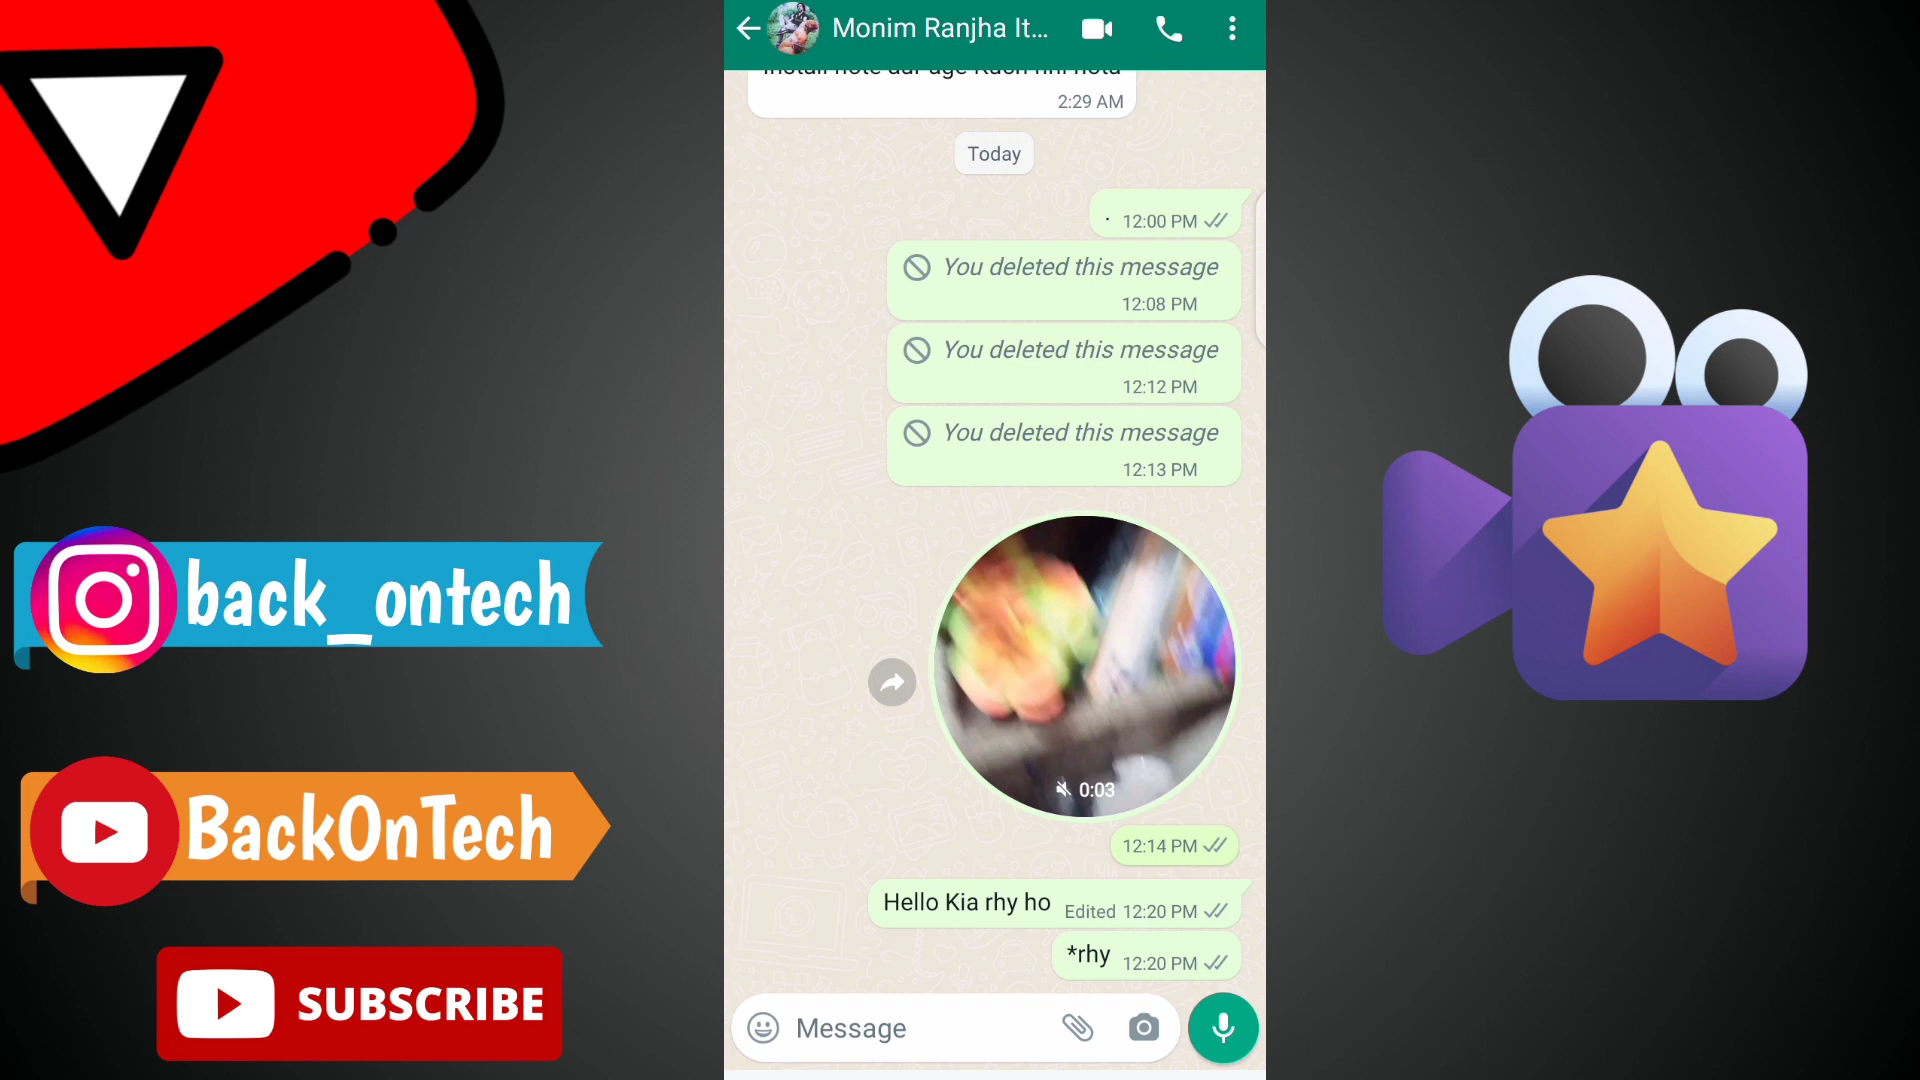 Monim Ranjha It...
2:29 AM
Today
. 12:00 PM
You deleted this message
12:08 PM
You deleted this message
12:12 PM
You deleted this message
12:13 PM
0:03
12:14 PM
Hello Kia rhy ho Edited 12:20 PM
*rhy 12:20 PM
Message
back_ontech
BackOnTech
SUBSCRIBE